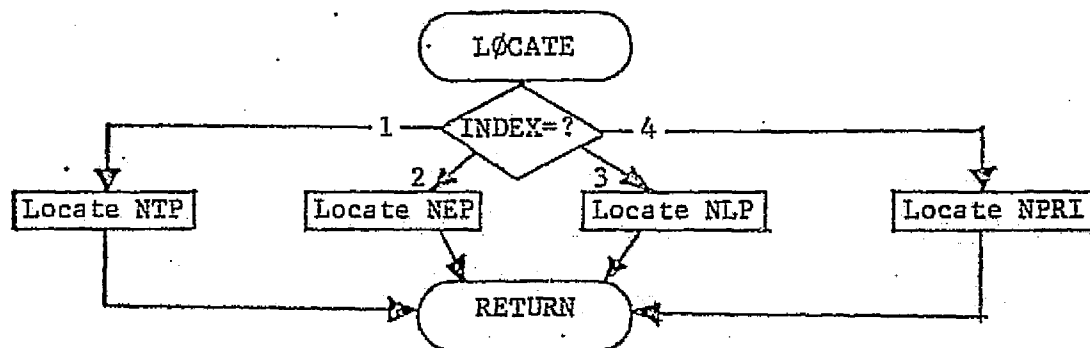 LØCATE
1
INDEX=?
4
2
3
Locate NTP
Locate NEP
Locate NLP
Locate NPRI
RETURN